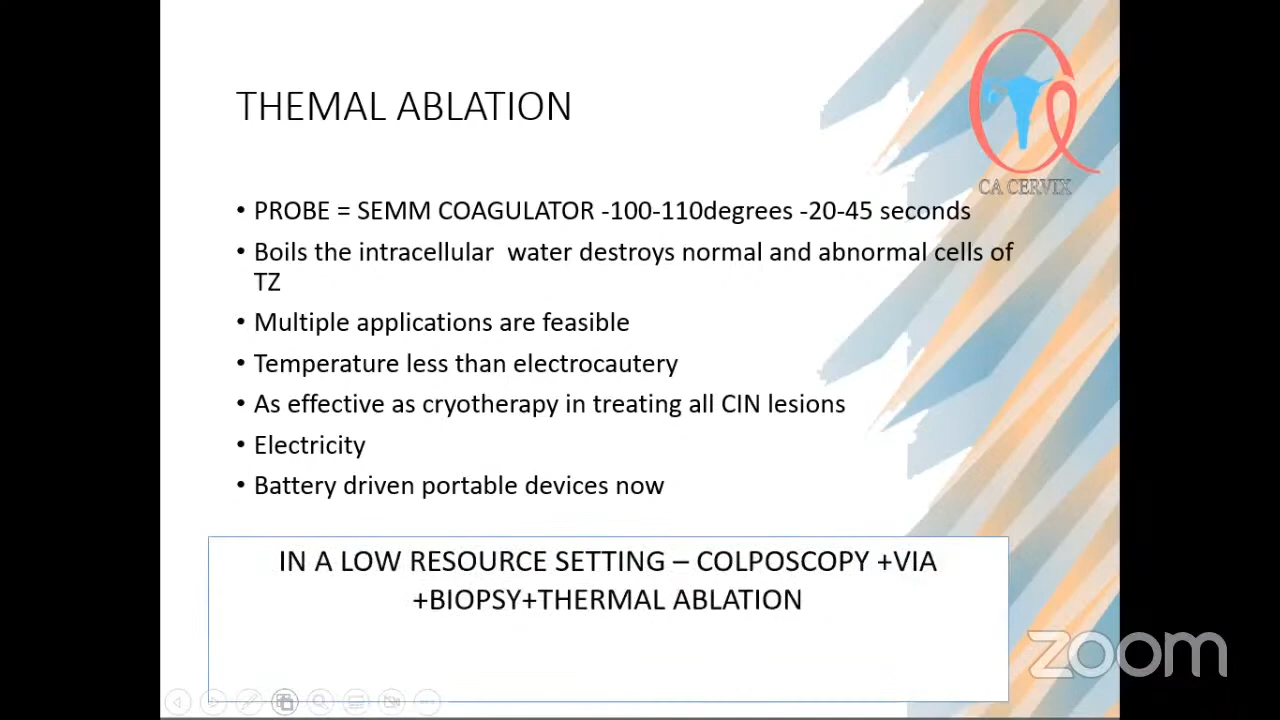 THEMAL ABLATION
CA CERVIX
• PROBE = SEMM COAGULATOR -100-110degrees -20-45 seconds
• Boils the intracellular water destroys normal and abnormal cells of
TZ
• Multiple applications are feasible
• Temperature less than electrocautery
• As effective as cryotherapy in treating all CIN lesions
• Electricity
• Battery driven portable devices now
IN A LOW RESOURCE SETTING – COLPOSCOPY +VIA
+BIOPSY+THERMAL ABLATION
zoom